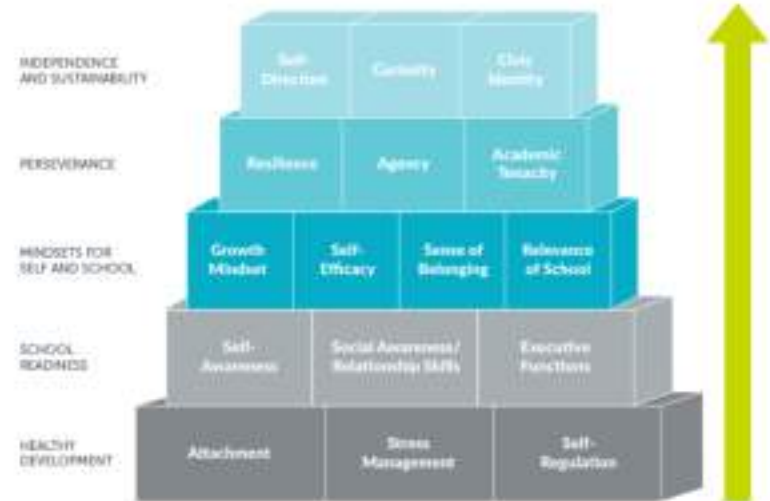 INDEPENDENCE
AND SUSTAINABILITY
Self-
Direction
Curiosity
Civic
Identity
PERSEVERANCE
Resilience
Agency
Academic
Tenacity
MINDSETS FOR
SELF AND SCHOOL
Growth
Mindset
Self-
Efficacy
Sense of
Belonging
Relevance
of School
SCHOOL
READINESS
Self-
Awareness
Social Awareness/
Relationship Skills
Executive
Functions
HEALTHY
DEVELOPMENT
Attachment
Stress
Management
Self-
Regulation